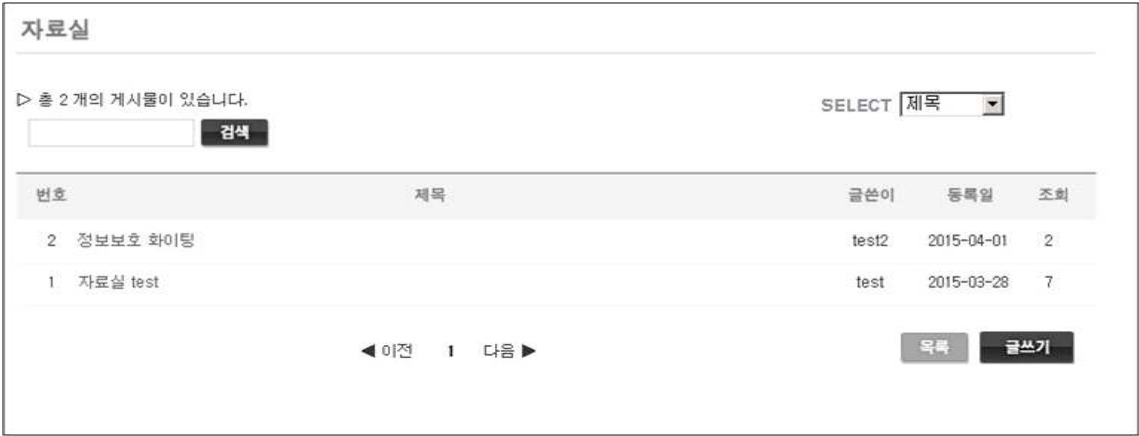 자료실
▷ 총 2 개의 게시물이 있습니다.
SELECT 제목
검색
번호 제목 글쓴이 등록일 조회
2 정보보호 화이팅 test2 2015-04-01 2
1 자료실 test test 2015-03-28 7
◀ 이전 1 다음 ▶
목록 글쓰기